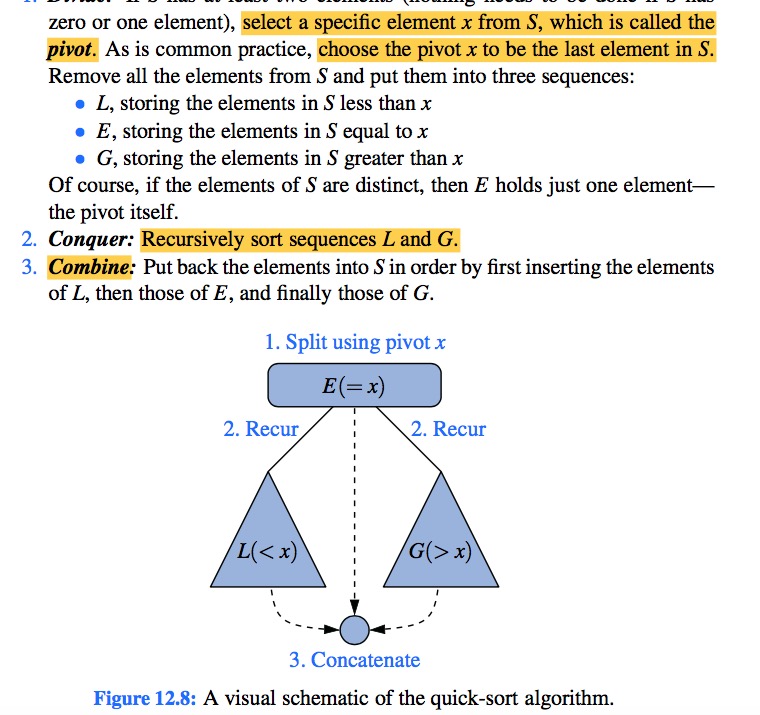 zero or one element), select a specific element x from S, which is called the
pivot. As is common practice, choose the pivot x to be the last element in S.
Remove all the elements from S and put them into three sequences:
• L, storing the elements in S less than x
• E, storing the elements in S equal to x
• G, storing the elements in S greater than x
Of course, if the elements of S are distinct, then E holds just one element—
the pivot itself.
2. Conquer: Recursively sort sequences L and G.
3. Combine: Put back the elements into S in order by first inserting the elements
of L, then those of E, and finally those of G.
1. Split using pivot x
E(= x)
2. Recur 2. Recur
L(< x) G(> x)
3. Concatenate
Figure 12.8: A visual schematic of the quick-sort algorithm.